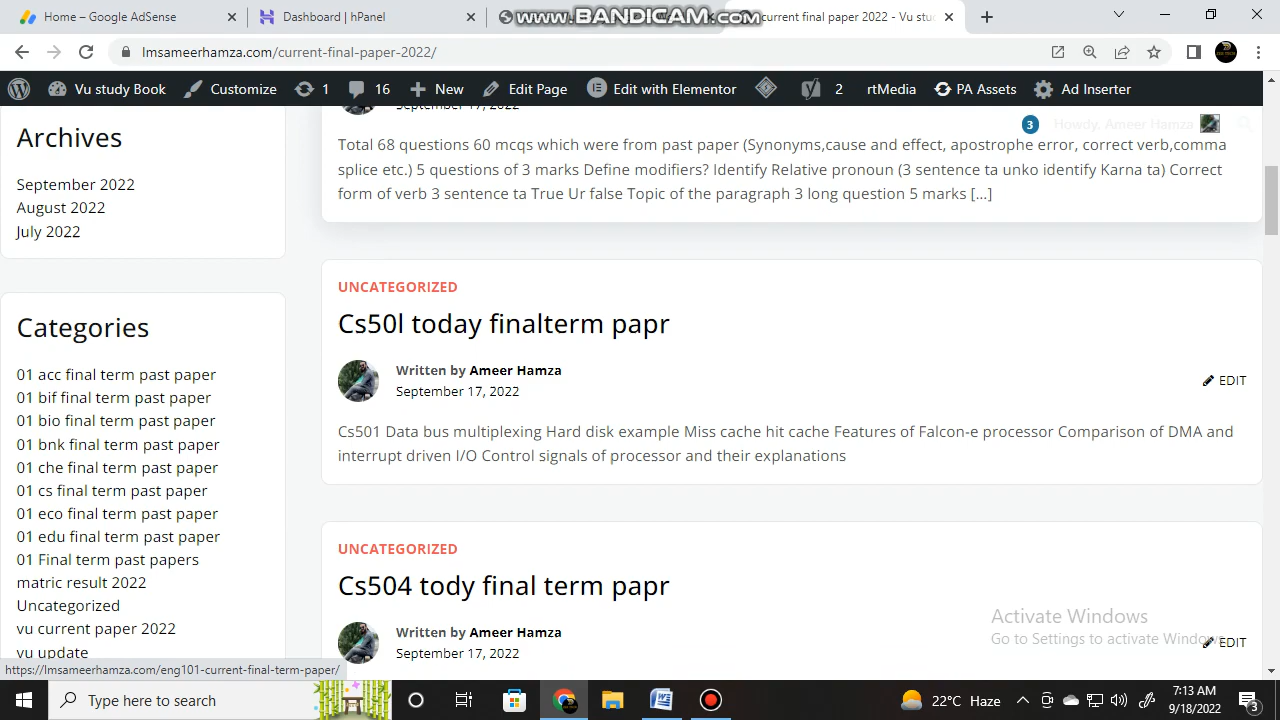 Home – Google AdSense
Dashboard | hPanel
www.BANDICAM.com
current final paper 2022 - Vu stu
lmsameerhamza.com/current-final-paper-2022/
Vu study Book
Customize
1
16
New
Edit Page
Edit with Elementor
2
rtMedia
PA Assets
Ad Inserter
3
Howdy, Ameer Hamza
Archives
September 2022
August 2022
July 2022
Categories
01 acc final term past paper
01 bif final term past paper
01 bio final term past paper
01 bnk final term past paper
01 che final term past paper
01 cs final term past paper
01 eco final term past paper
01 edu final term past paper
01 Final term past papers
matric result 2022
Uncategorized
vu current paper 2022
vu update
https://lmsameerhamza.com/eng101-current-final-term-paper/
September 17, 2022
Total 68 questions 60 mcqs which were from past paper (Synonyms,cause and effect, apostrophe error, correct verb,comma
splice etc.) 5 questions of 3 marks Define modifiers? Identify Relative pronoun (3 sentence ta unko identify Karna ta) Correct
form of verb 3 sentence ta True Ur false Topic of the paragraph 3 long question 5 marks [...]
UNCATEGORIZED
Cs50l today finalterm papr
Written by Ameer Hamza
September 17, 2022
EDIT
Cs501 Data bus multiplexing Hard disk example Miss cache hit cache Features of Falcon-e processor Comparison of DMA and
interrupt driven I/O Control signals of processor and their explanations
UNCATEGORIZED
Cs504 tody final term papr
Written by Ameer Hamza
September 17, 2022
EDIT
Activate Windows
Go to Settings to activate Windows.
Type here to search
22°C Haze
7:13 AM
9/18/2022
3